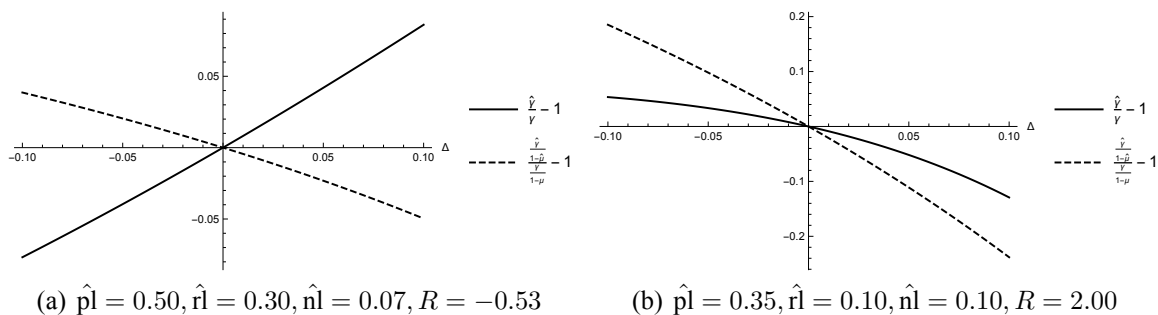 0.05
-0.10 -0.05 0.05 0.10 Δ
-0.05
γ̂/γ − 1
(γ̂/(1−μ̂))/(γ/(1−μ)) − 1
(a) p̂l = 0.50, r̂l = 0.30, n̂l = 0.07, R = −0.53
0.2
0.1
-0.10 -0.05 0.05 0.10 Δ
-0.1
-0.2
γ̂/γ − 1
(γ̂/(1−μ̂))/(γ/(1−μ)) − 1
(b) p̂l = 0.35, r̂l = 0.10, n̂l = 0.10, R = 2.00